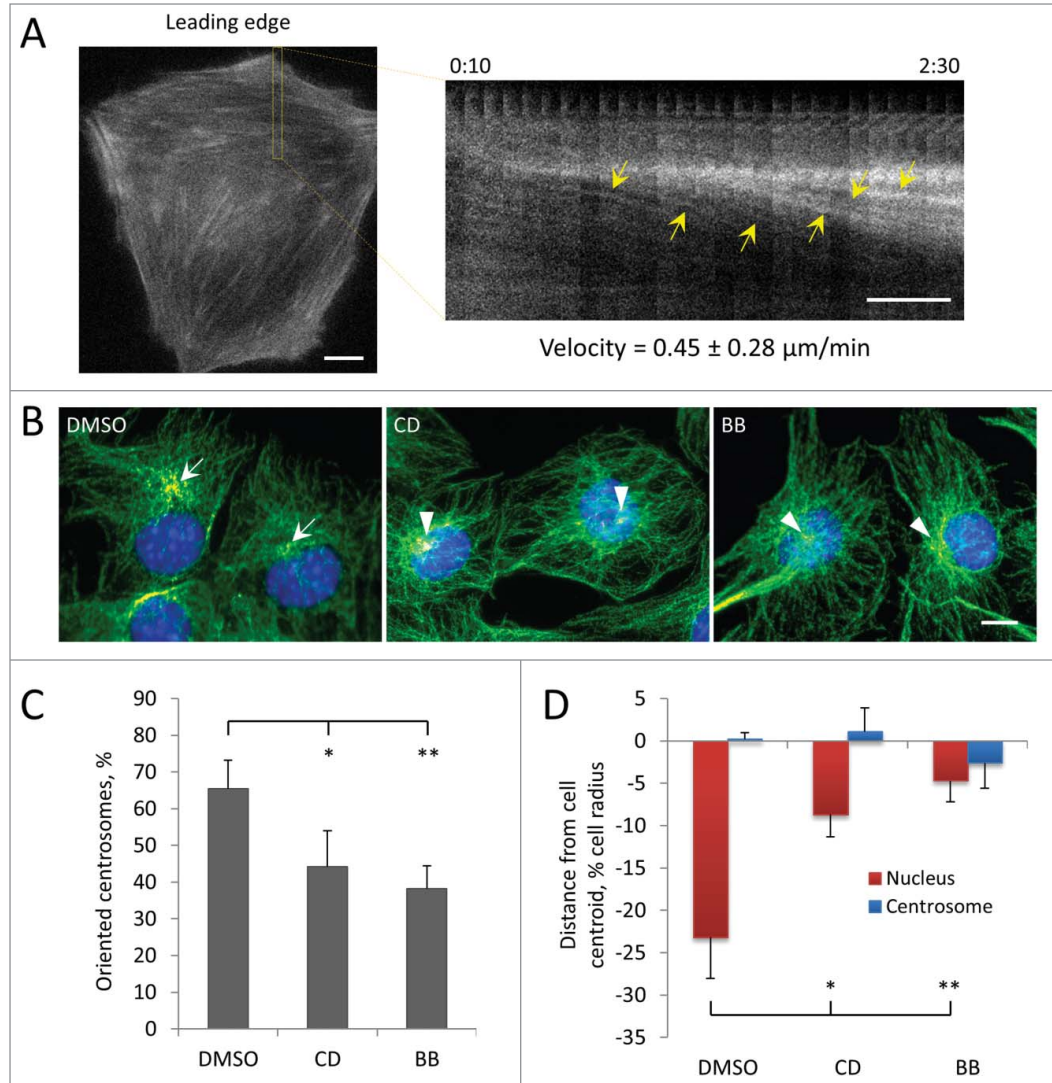 A
Leading edge
0:10
2:30
Velocity = 0.45 ± 0.28 µm/min
B
DMSO
CD
BB
C
Oriented centrosomes, %
90
80
70
60
50
40
30
20
10
0
*
**
DMSO
CD
BB
D
Distance from cell
centroid, % cell radius
5
0
-5
-10
-15
-20
-25
-30
-35
Nucleus
Centrosome
*
**
DMSO
CD
BB